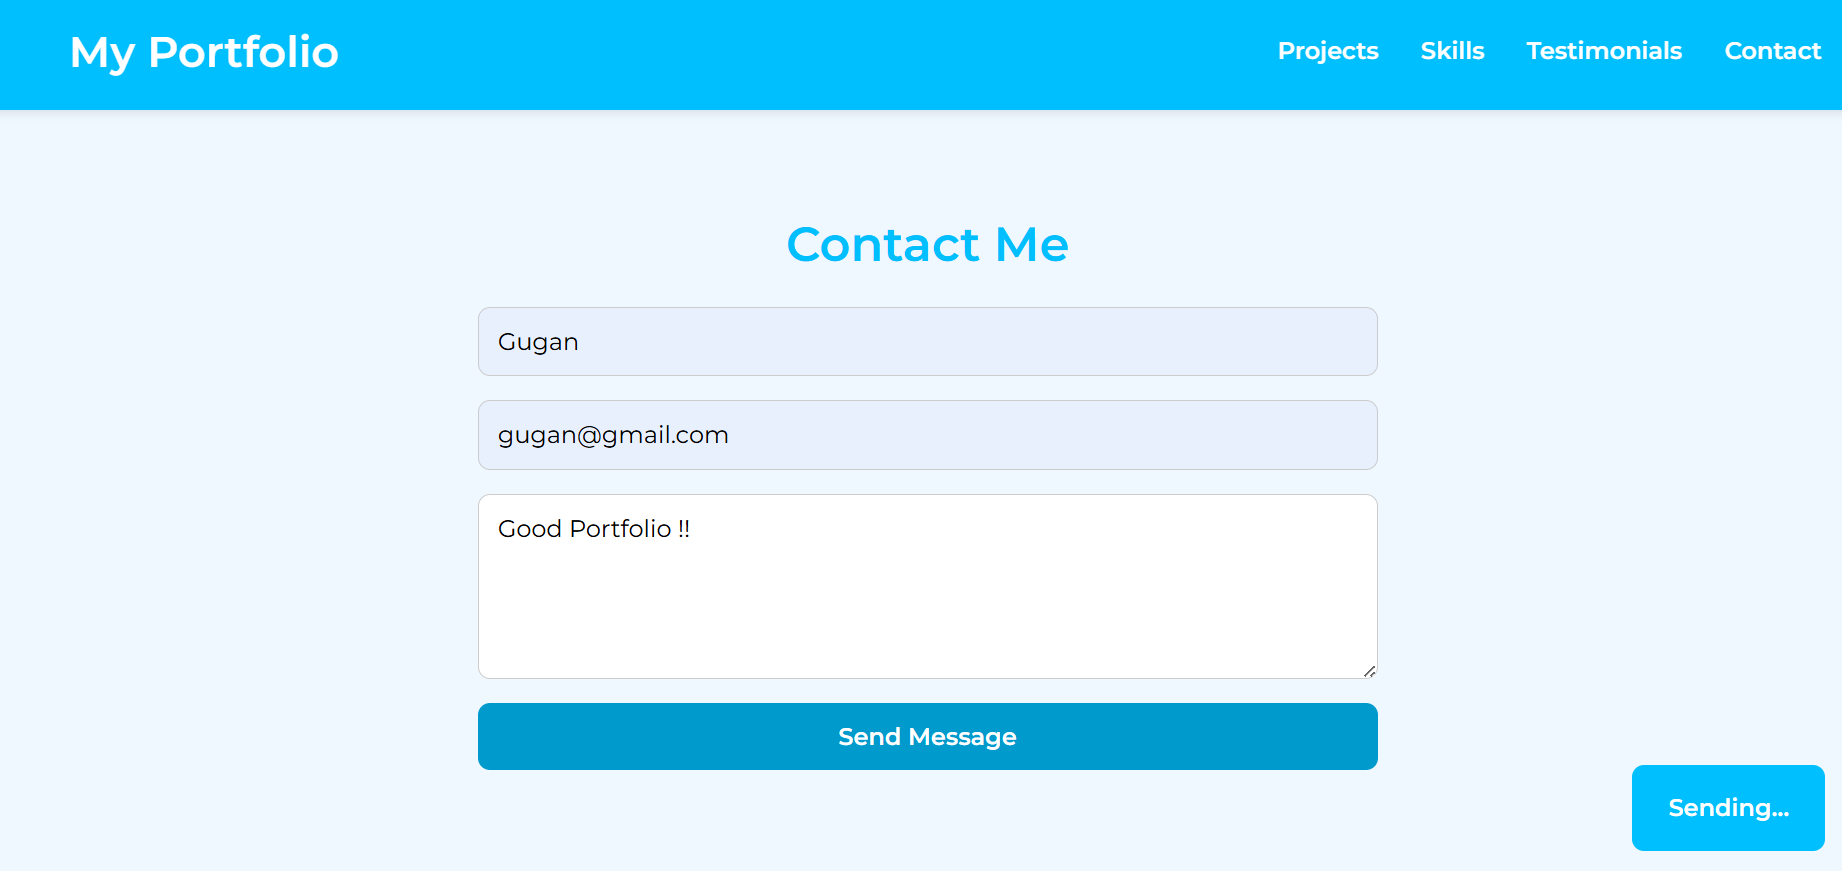 My Portfolio
Projects Skills Testimonials Contact
Contact Me
Gugan
gugan@gmail.com
Good Portfolio !!
Send Message
Sending...